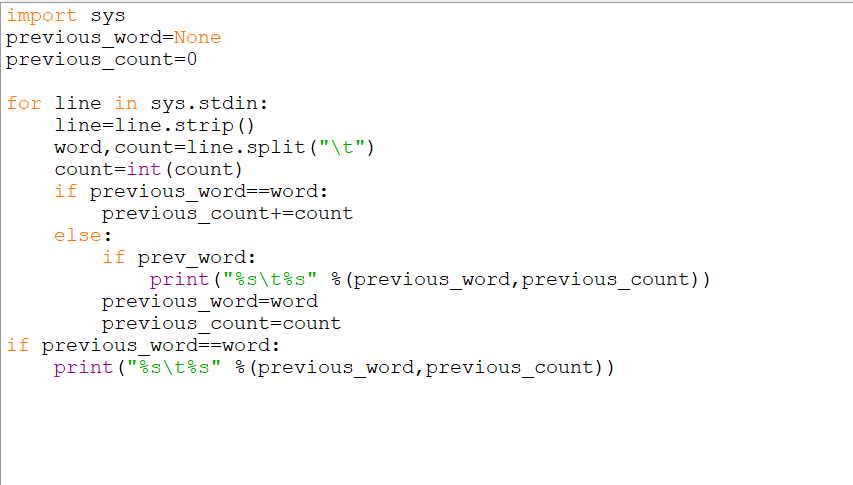 import sys
previous_word=None
previous_count=0

for line in sys.stdin:
    line=line.strip()
    word,count=line.split("\t")
    count=int(count)
    if previous_word==word:
        previous_count+=count
    else:
        if prev_word:
            print("%s\t%s" %(previous_word,previous_count))
        previous_word=word
        previous_count=count
if previous_word==word:
    print("%s\t%s" %(previous_word,previous_count))